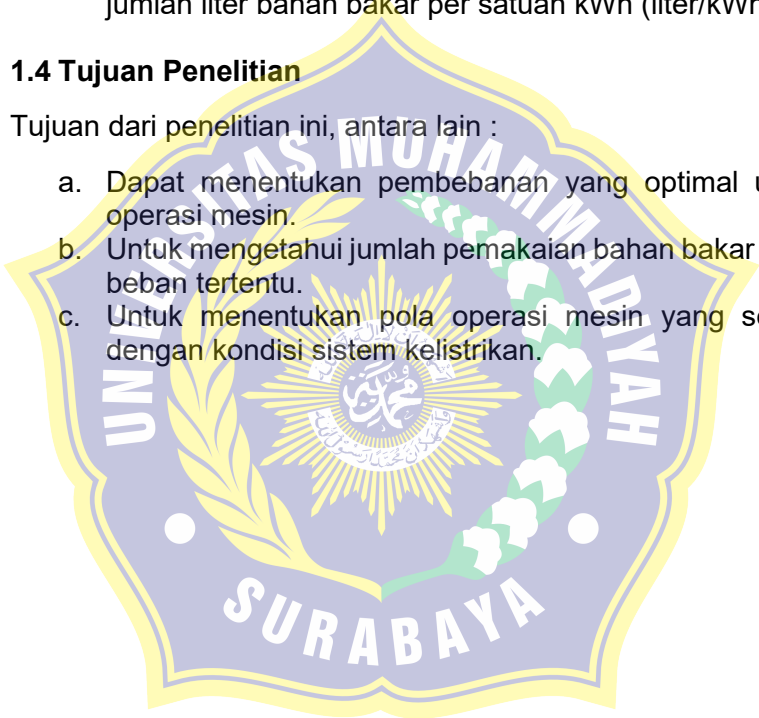 jumlah liter bahan bakar per satuan kWh (liter/kWh
1.4 Tujuan Penelitian
Tujuan dari penelitian ini, antara lain :
a. Dapat menentukan pembebanan yang optimal u
operasi mesin.
b. Untuk mengetahui jumlah pemakaian bahan bakar
beban tertentu.
c. Untuk menentukan pola operasi mesin yang se
dengan kondisi sistem kelistrikan.
UNIVERSITAS MUHAMMADIYAH
SURABAYA